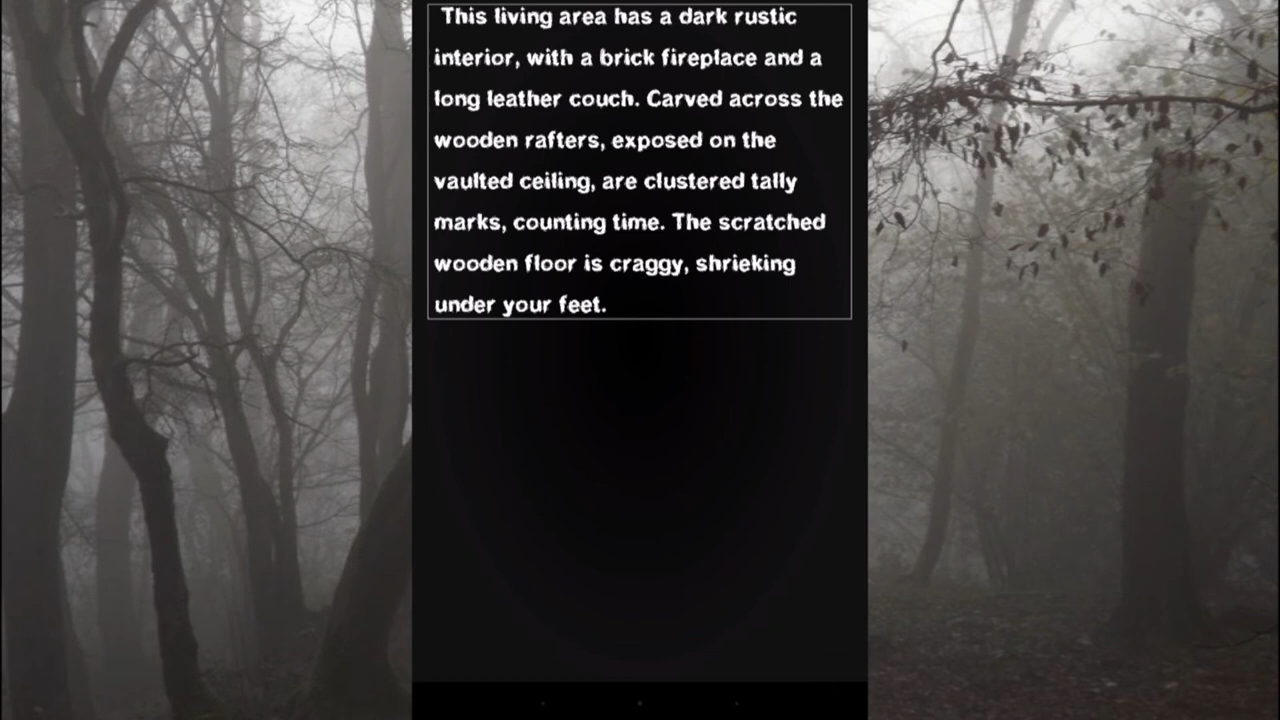 This living area has a dark rustic
interior, with a brick fireplace and a
long leather couch. Carved across the
wooden rafters, exposed on the
vaulted ceiling, are clustered tally
marks, counting time. The scratched
wooden floor is craggy, shrieking
under your feet.